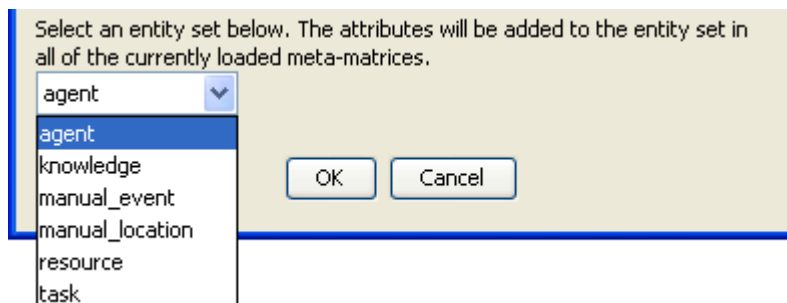 Select an entity set below. The attributes will be added to the entity set in
all of the currently loaded meta-matrices.
agent
agent
knowledge
manual_event
manual_location
resource
task
OK
Cancel